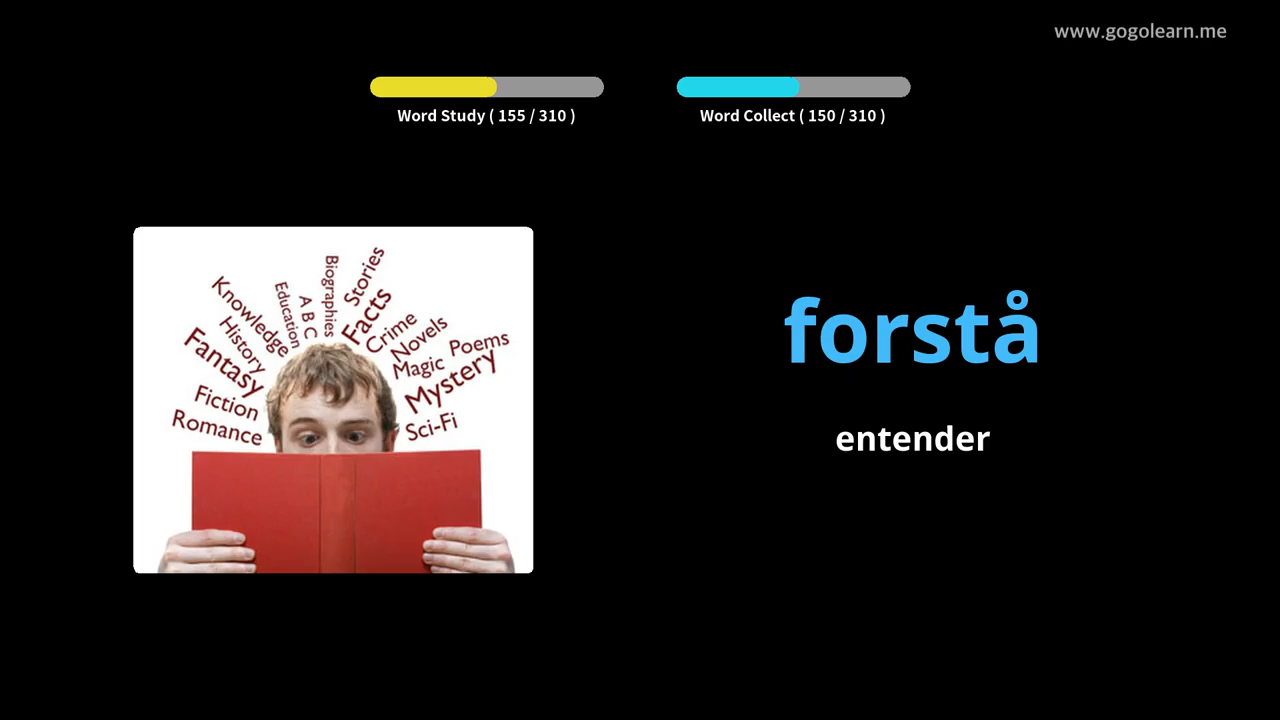 www.gogolearn.me
Word Study ( 155 / 310 )
Word Collect ( 150 / 310 )
Biographies
Stories
Knowledge
Education
A B C
Facts
History
Crime
Novels
Fantasy
Magic
Poems
Fiction
Mystery
Romance
Sci-Fi
forstå
entender